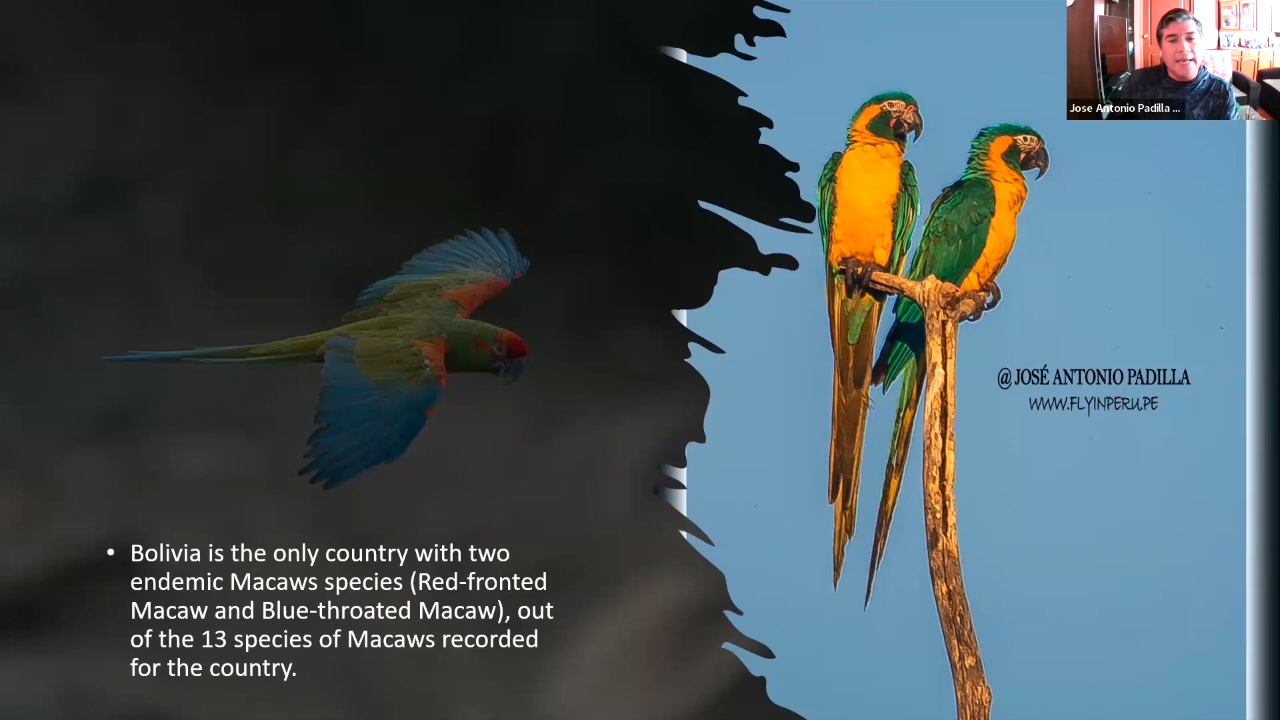 Jose Antonio Padilla ...
@ JOSÉ ANTONIO PADILLA
WWW.FLYINPERU.PE
• Bolivia is the only country with two
endemic Macaws species (Red-fronted
Macaw and Blue-throated Macaw), out
of the 13 species of Macaws recorded
for the country.